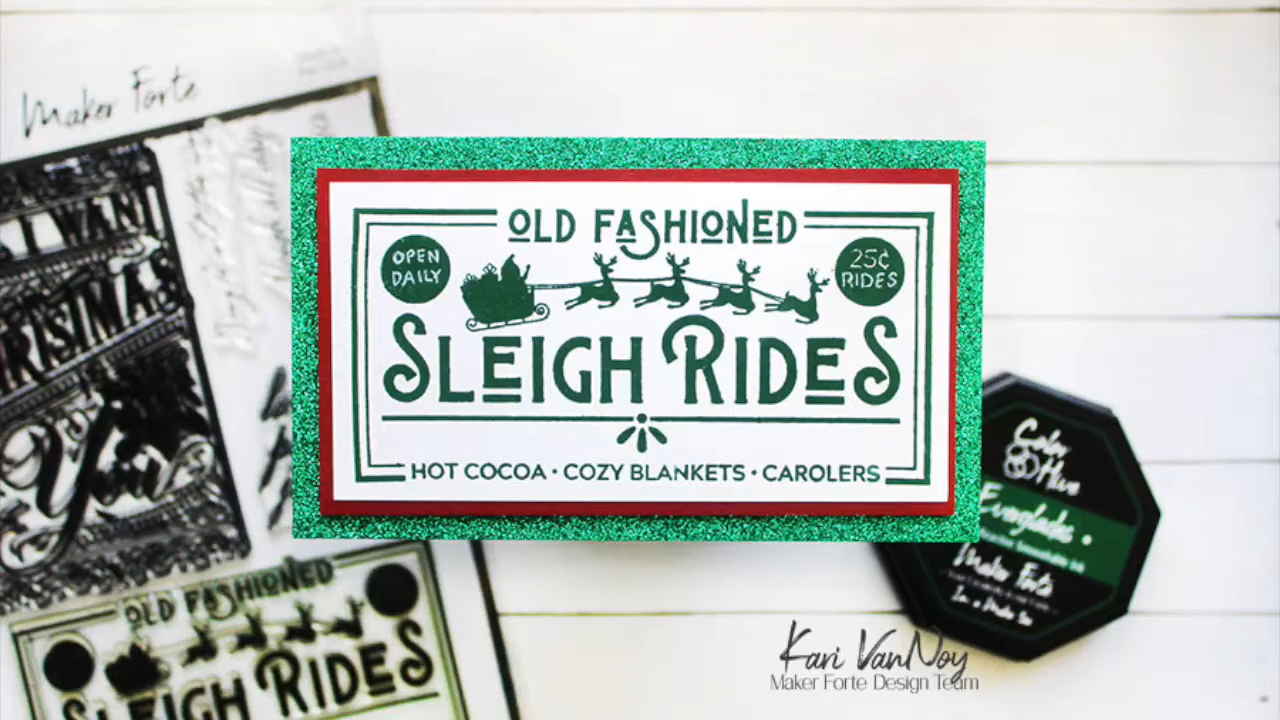 Maker Forte
OLD FASHIONED
OPEN
DAILY
25¢
RIDES
SLEIGH RIDES
HOT COCOA • COZY BLANKETS • CAROLERS
Color
Hive
Everglades
Maker Forte
OLD FASHIONED
SLEIGH RIDES
Kari VanNoy
Maker Forte Design Team